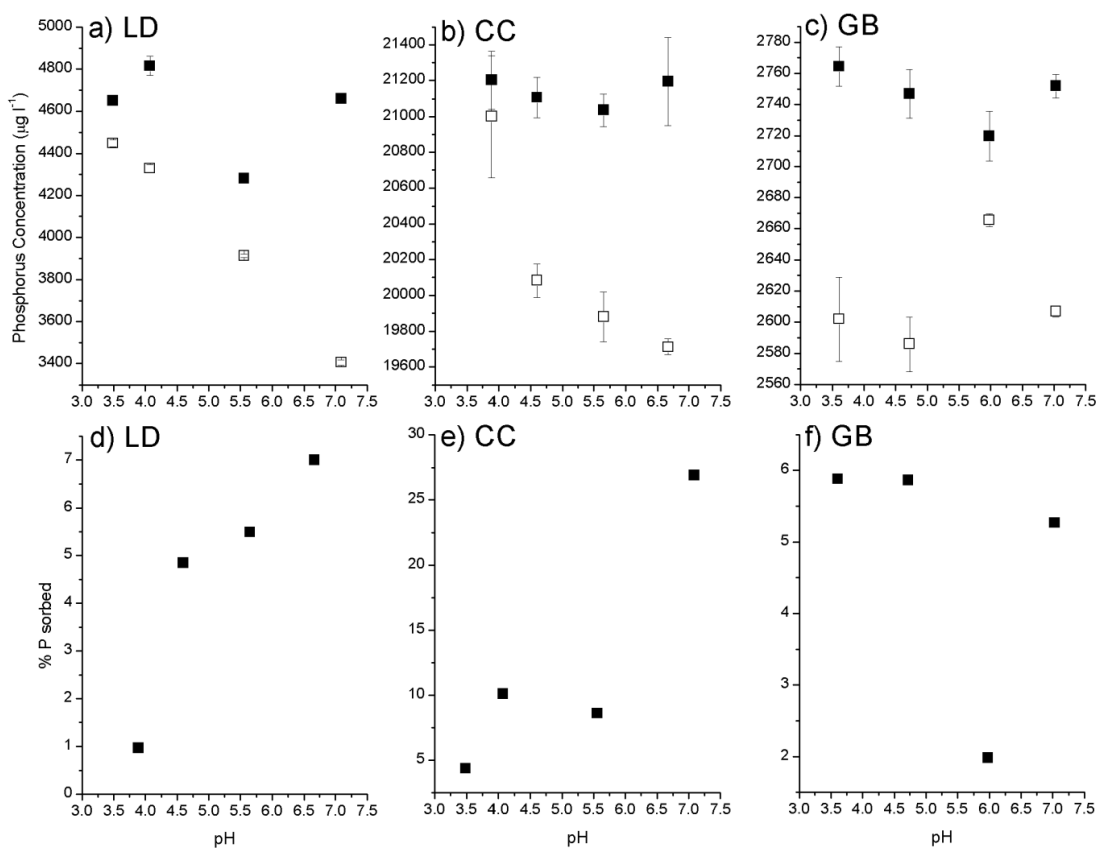 a) LD
b) CC
c) GB
Phosphorus Concentration (μg l⁻¹)
5000
4800
4600
4400
4200
4000
3800
3600
3400
3.0 3.5 4.0 4.5 5.0 5.5 6.0 6.5 7.0 7.5
21400
21200
21000
20800
20600
20400
20200
20000
19800
19600
3.0 3.5 4.0 4.5 5.0 5.5 6.0 6.5 7.0 7.5
2780
2760
2740
2720
2700
2680
2660
2640
2620
2600
2580
2560
3.0 3.5 4.0 4.5 5.0 5.5 6.0 6.5 7.0 7.5
d) LD
e) CC
f) GB
% P sorbed
7
6
5
4
3
2
1
0
3.0 3.5 4.0 4.5 5.0 5.5 6.0 6.5 7.0 7.5
pH
30
25
20
15
10
5
3.0 3.5 4.0 4.5 5.0 5.5 6.0 6.5 7.0 7.5
pH
6
5
4
3
2
3.0 3.5 4.0 4.5 5.0 5.5 6.0 6.5 7.0 7.5
pH